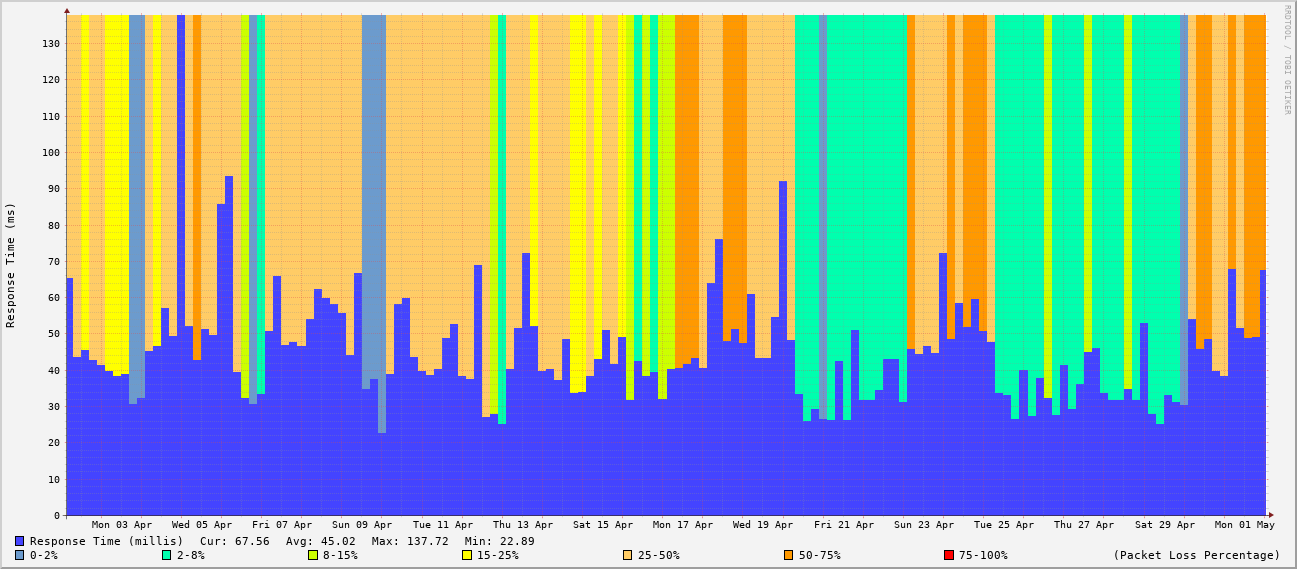 RRDTOOL / TOBI OETIKER
Response Time (ms)
130
120
110
100
90
80
70
60
50
40
30
20
10
0
Mon 03 Apr Wed 05 Apr Fri 07 Apr Sun 09 Apr Tue 11 Apr Thu 13 Apr Sat 15 Apr Mon 17 Apr Wed 19 Apr Fri 21 Apr Sun 23 Apr Tue 25 Apr Thu 27 Apr Sat 29 Apr Mon 01 May
Response Time (millis) Cur: 67.56 Avg: 45.02 Max: 137.72 Min: 22.89
0-2% 2-8% 8-15% 15-25% 25-50% 50-75% 75-100% (Packet Loss Percentage)